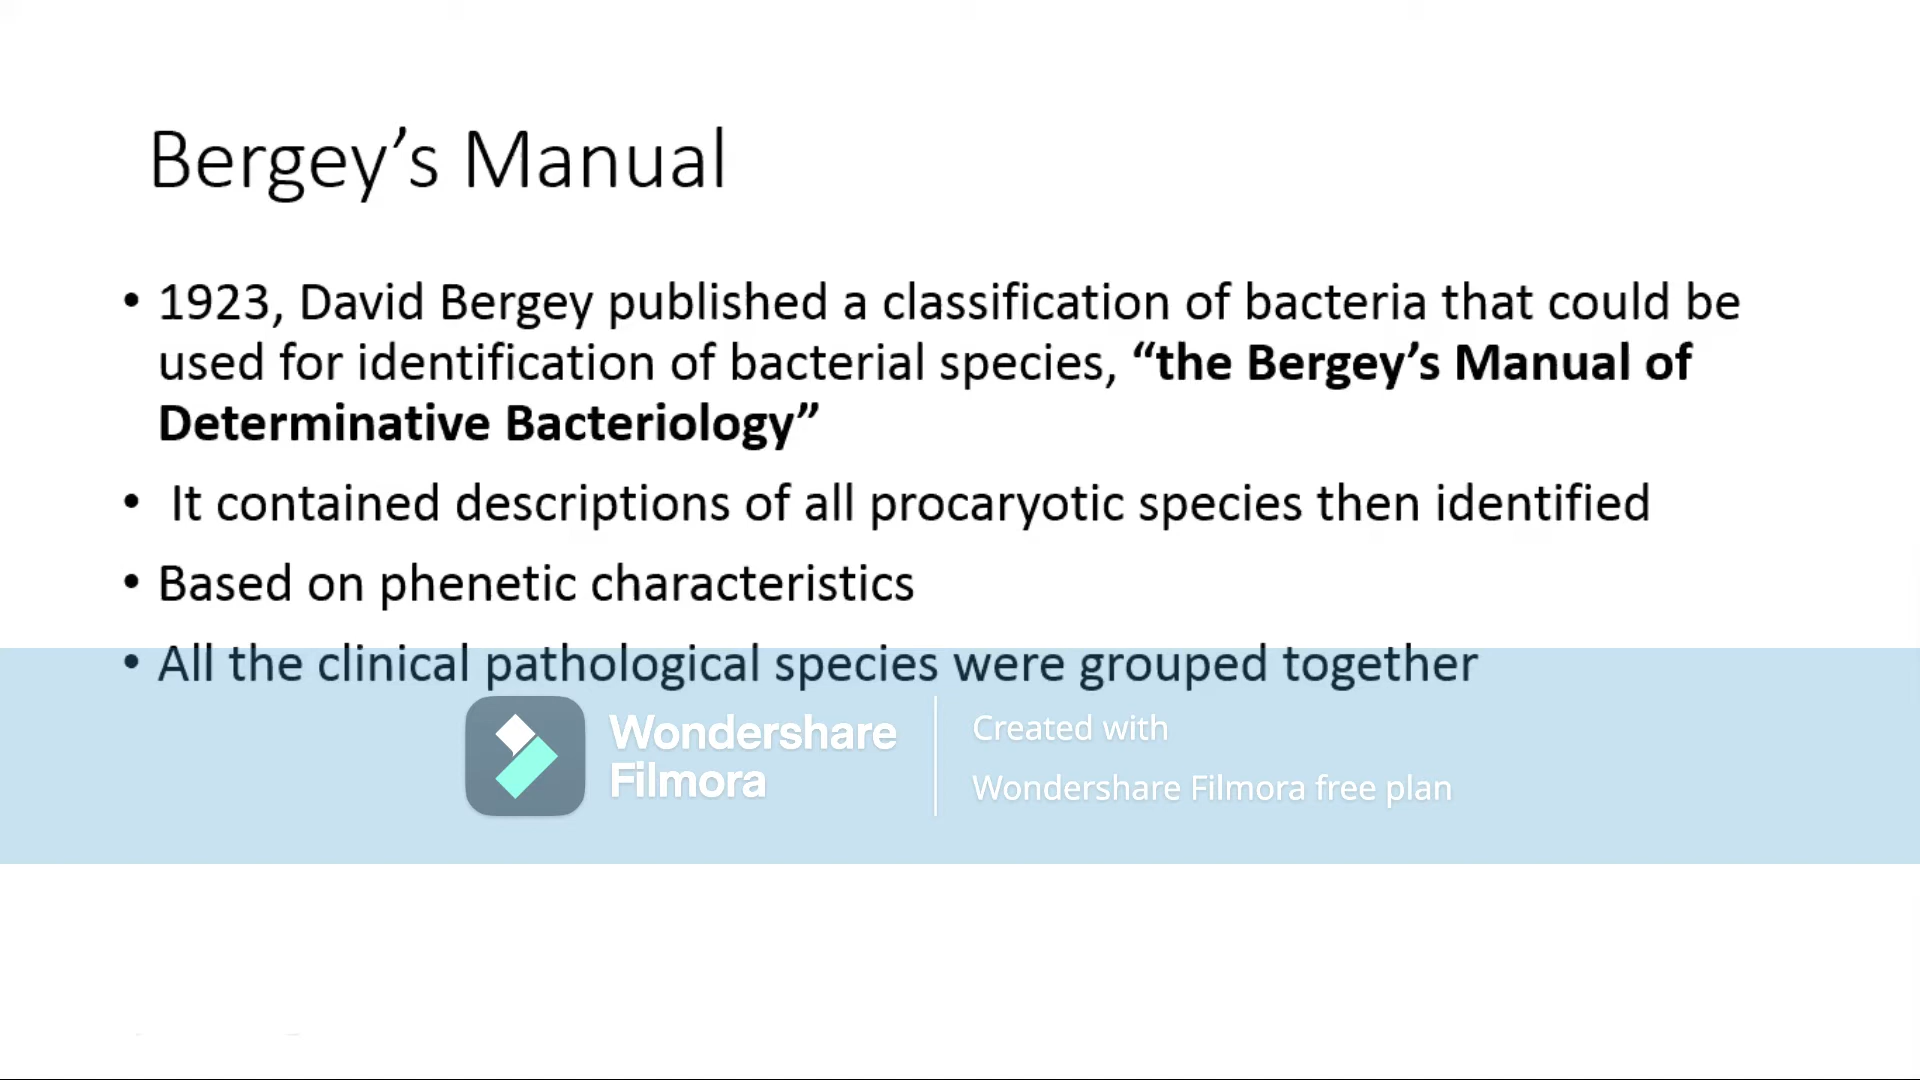 Bergey’s Manual
• 1923, David Bergey published a classification of bacteria that could be
used for identification of bacterial species, “the Bergey’s Manual of
Determinative Bacteriology”
• It contained descriptions of all procaryotic species then identified
• Based on phenetic characteristics
• All the clinical pathological species were grouped together
Wondershare
Filmora
Created with
Wondershare Filmora free plan